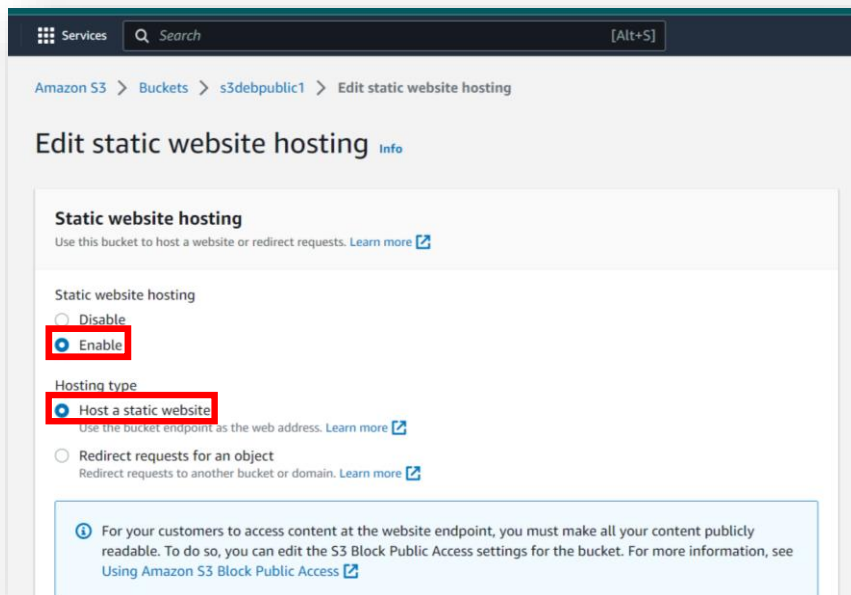 Services Search [Alt+S]
Amazon S3 > Buckets > s3debpublic1 > Edit static website hosting
Edit static website hosting Info
Static website hosting
Use this bucket to host a website or redirect requests. Learn more
Static website hosting
Disable
Enable
Hosting type
Host a static website
Use the bucket endpoint as the web address. Learn more
Redirect requests for an object
Redirect requests to another bucket or domain. Learn more
For your customers to access content at the website endpoint, you must make all your content publicly
readable. To do so, you can edit the S3 Block Public Access settings for the bucket. For more information, see
Using Amazon S3 Block Public Access